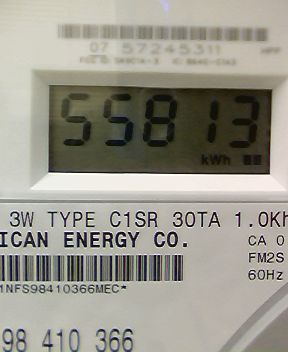 07 57245311
55813
kWh
3W TYPE C1SR 30TA 1.0Kh
ICAN ENERGY CO.
CA 0
FM2S
60Hz
1NFS98410366MEC*
98 410 366